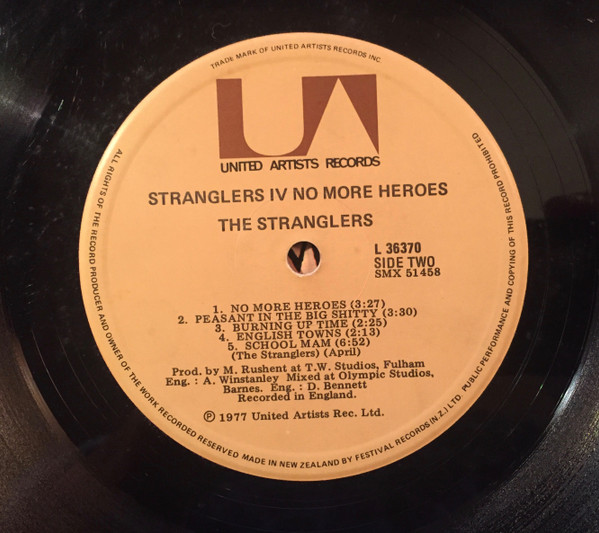 TRADE MARK OF UNITED ARTISTS RECORDS INC
UA
UNITED ARTISTS RECORDS
STRANGLERS IV NO MORE HEROES
THE STRANGLERS
L 36370
SIDE TWO
SMX 51458
1. NO MORE HEROES (3:27)
2. PEASANT IN THE BIG SHITTY (3:30)
3. BURNING UP TIME (2:25)
4. ENGLISH TOWNS (2:13)
5. SCHOOL MAM (6:52)
(The Stranglers) (April)
Prod. by M. Rushent at T.W. Studios, Fulham
Eng. : A. Winstanley Mixed at Olympic Studios,
Barnes. Eng. : D. Bennett
Recorded in England.
℗ 1977 United Artists Rec. Ltd.
ALL RIGHTS OF THE RECORD PRODUCER AND OWNER OF THE WORK RECORDED RESERVED MADE IN NEW ZEALAND BY FESTIVAL RECORDS (N.Z.) LTD PUBLIC PERFORMANCE AND COPYING OF THIS RECORD PROHIBITED